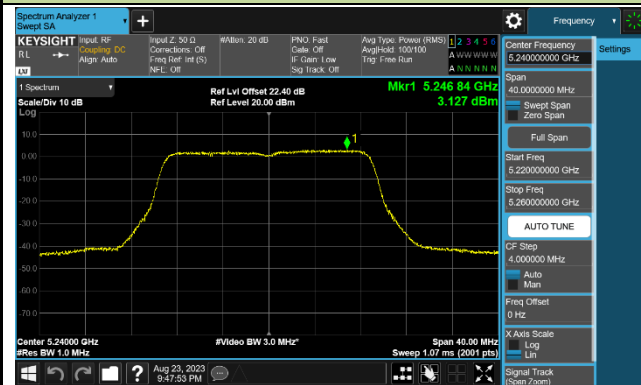 Spectrum Analyzer 1
Swept SA
+
Frequency
KEYSIGHT
RL
LXI
Input: RF
Coupling: DC
Align: Auto
Input Z: 50 Ω
Corrections: Off
Freq Ref: Int (S)
NFE: Off
#Atten: 20 dB
PNO: Fast
Gate: Off
IF Gain: Low
Sig Track: Off
Avg Type: Power (RMS)
Avg|Hold: 100/100
Trig: Free Run
1 2 3 4 5 6
A W W W W W
A N N N N N
1 Spectrum
Scale/Div 10 dB
Log
Ref Lvl Offset 22.40 dB
Ref Level 20.00 dBm
Mkr1 5.246 84 GHz
3.127 dBm
1
10.0
0.00
-10.0
-20.0
-30.0
-40.0
-50.0
-60.0
-70.0
Center 5.24000 GHz
#Res BW 1.0 MHz
#Video BW 3.0 MHz*
Span 40.00 MHz
Sweep 1.07 ms (2001 pts)
Aug 23, 2023
9:47:53 PM
?
Center Frequency
5.240000000 GHz
Settings
Span
40.0000000 MHz
Swept Span
Zero Span
Full Span
Start Freq
5.220000000 GHz
Stop Freq
5.260000000 GHz
AUTO TUNE
CF Step
4.000000 MHz
Auto
Man
Freq Offset
0 Hz
X Axis Scale
Log
Lin
Signal Track
(Span Zoom)